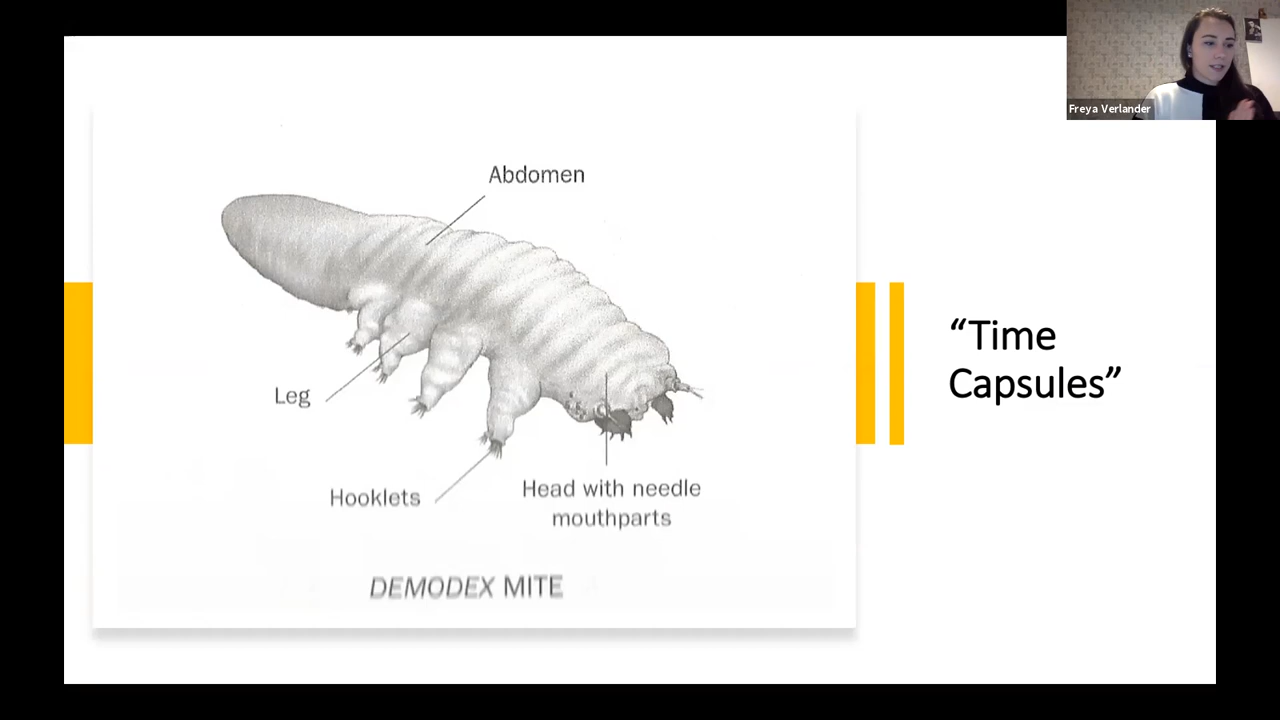 Freya Verlander
Abdomen
Leg
Hooklets
Head with needle
mouthparts
DEMODEX MITE
“Time
Capsules”